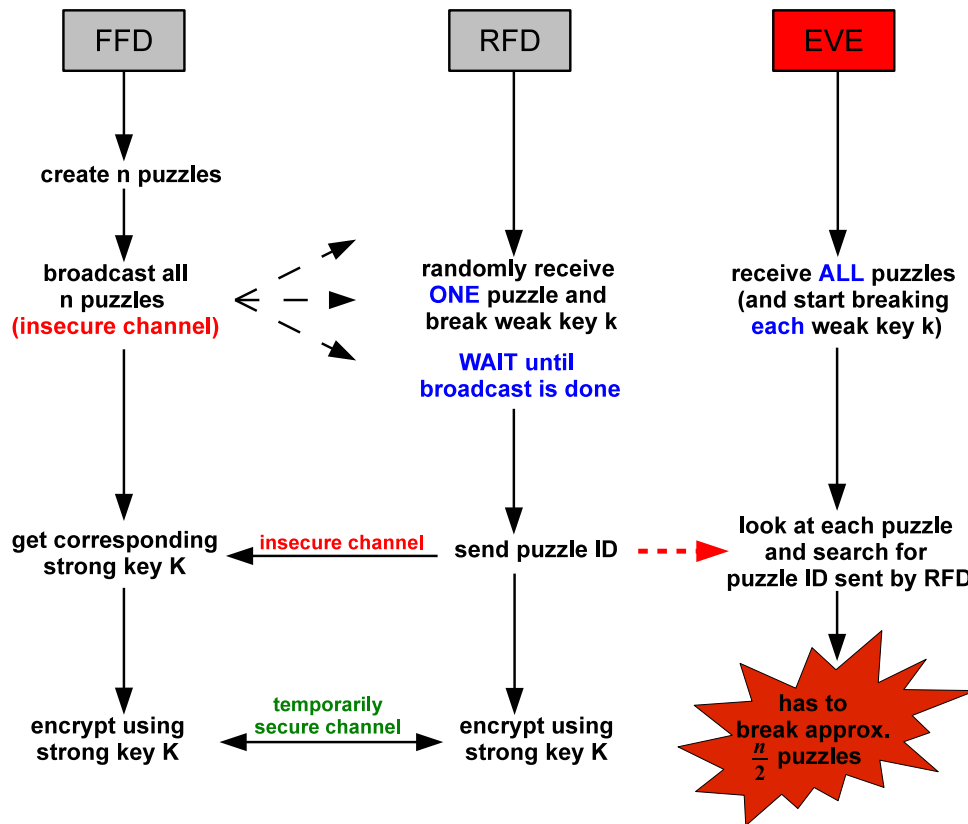 FFD
RFD
EVE
create n puzzles
broadcast all
n puzzles
(insecure channel)
randomly receive
ONE puzzle and
break weak key k
WAIT until
broadcast is done
receive ALL puzzles
(and start breaking
each weak key k)
get corresponding
strong key K
insecure channel
send puzzle ID
look at each puzzle
and search for
puzzle ID sent by RFD
encrypt using
strong key K
temporarily
secure channel
encrypt using
strong key K
has to
break approx.
n/2 puzzles